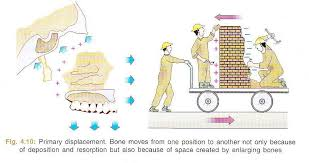 Fig. 4.10: Primary displacement. Bone moves from one position to another not only because
of deposition and resorption but also because of space created by enlarging bones